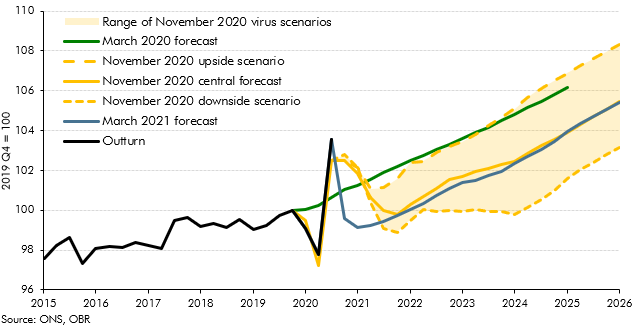 110
108
106
104
102
100
98
96
2019 Q4 = 100
Range of November 2020 virus scenarios
March 2020 forecast
November 2020 upside scenario
November 2020 central forecast
November 2020 downside scenario
March 2021 forecast
Outturn
2015 2016 2017 2018 2019 2020 2021 2022 2023 2024 2025 2026
Source: ONS, OBR